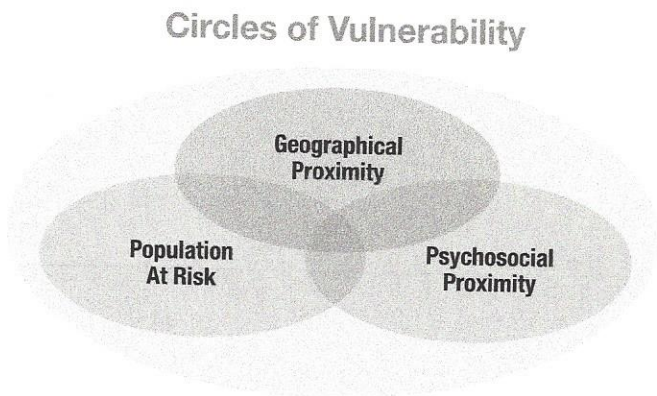 Circles of Vulnerability
Geographical
Proximity
Population
At Risk
Psychosocial
Proximity